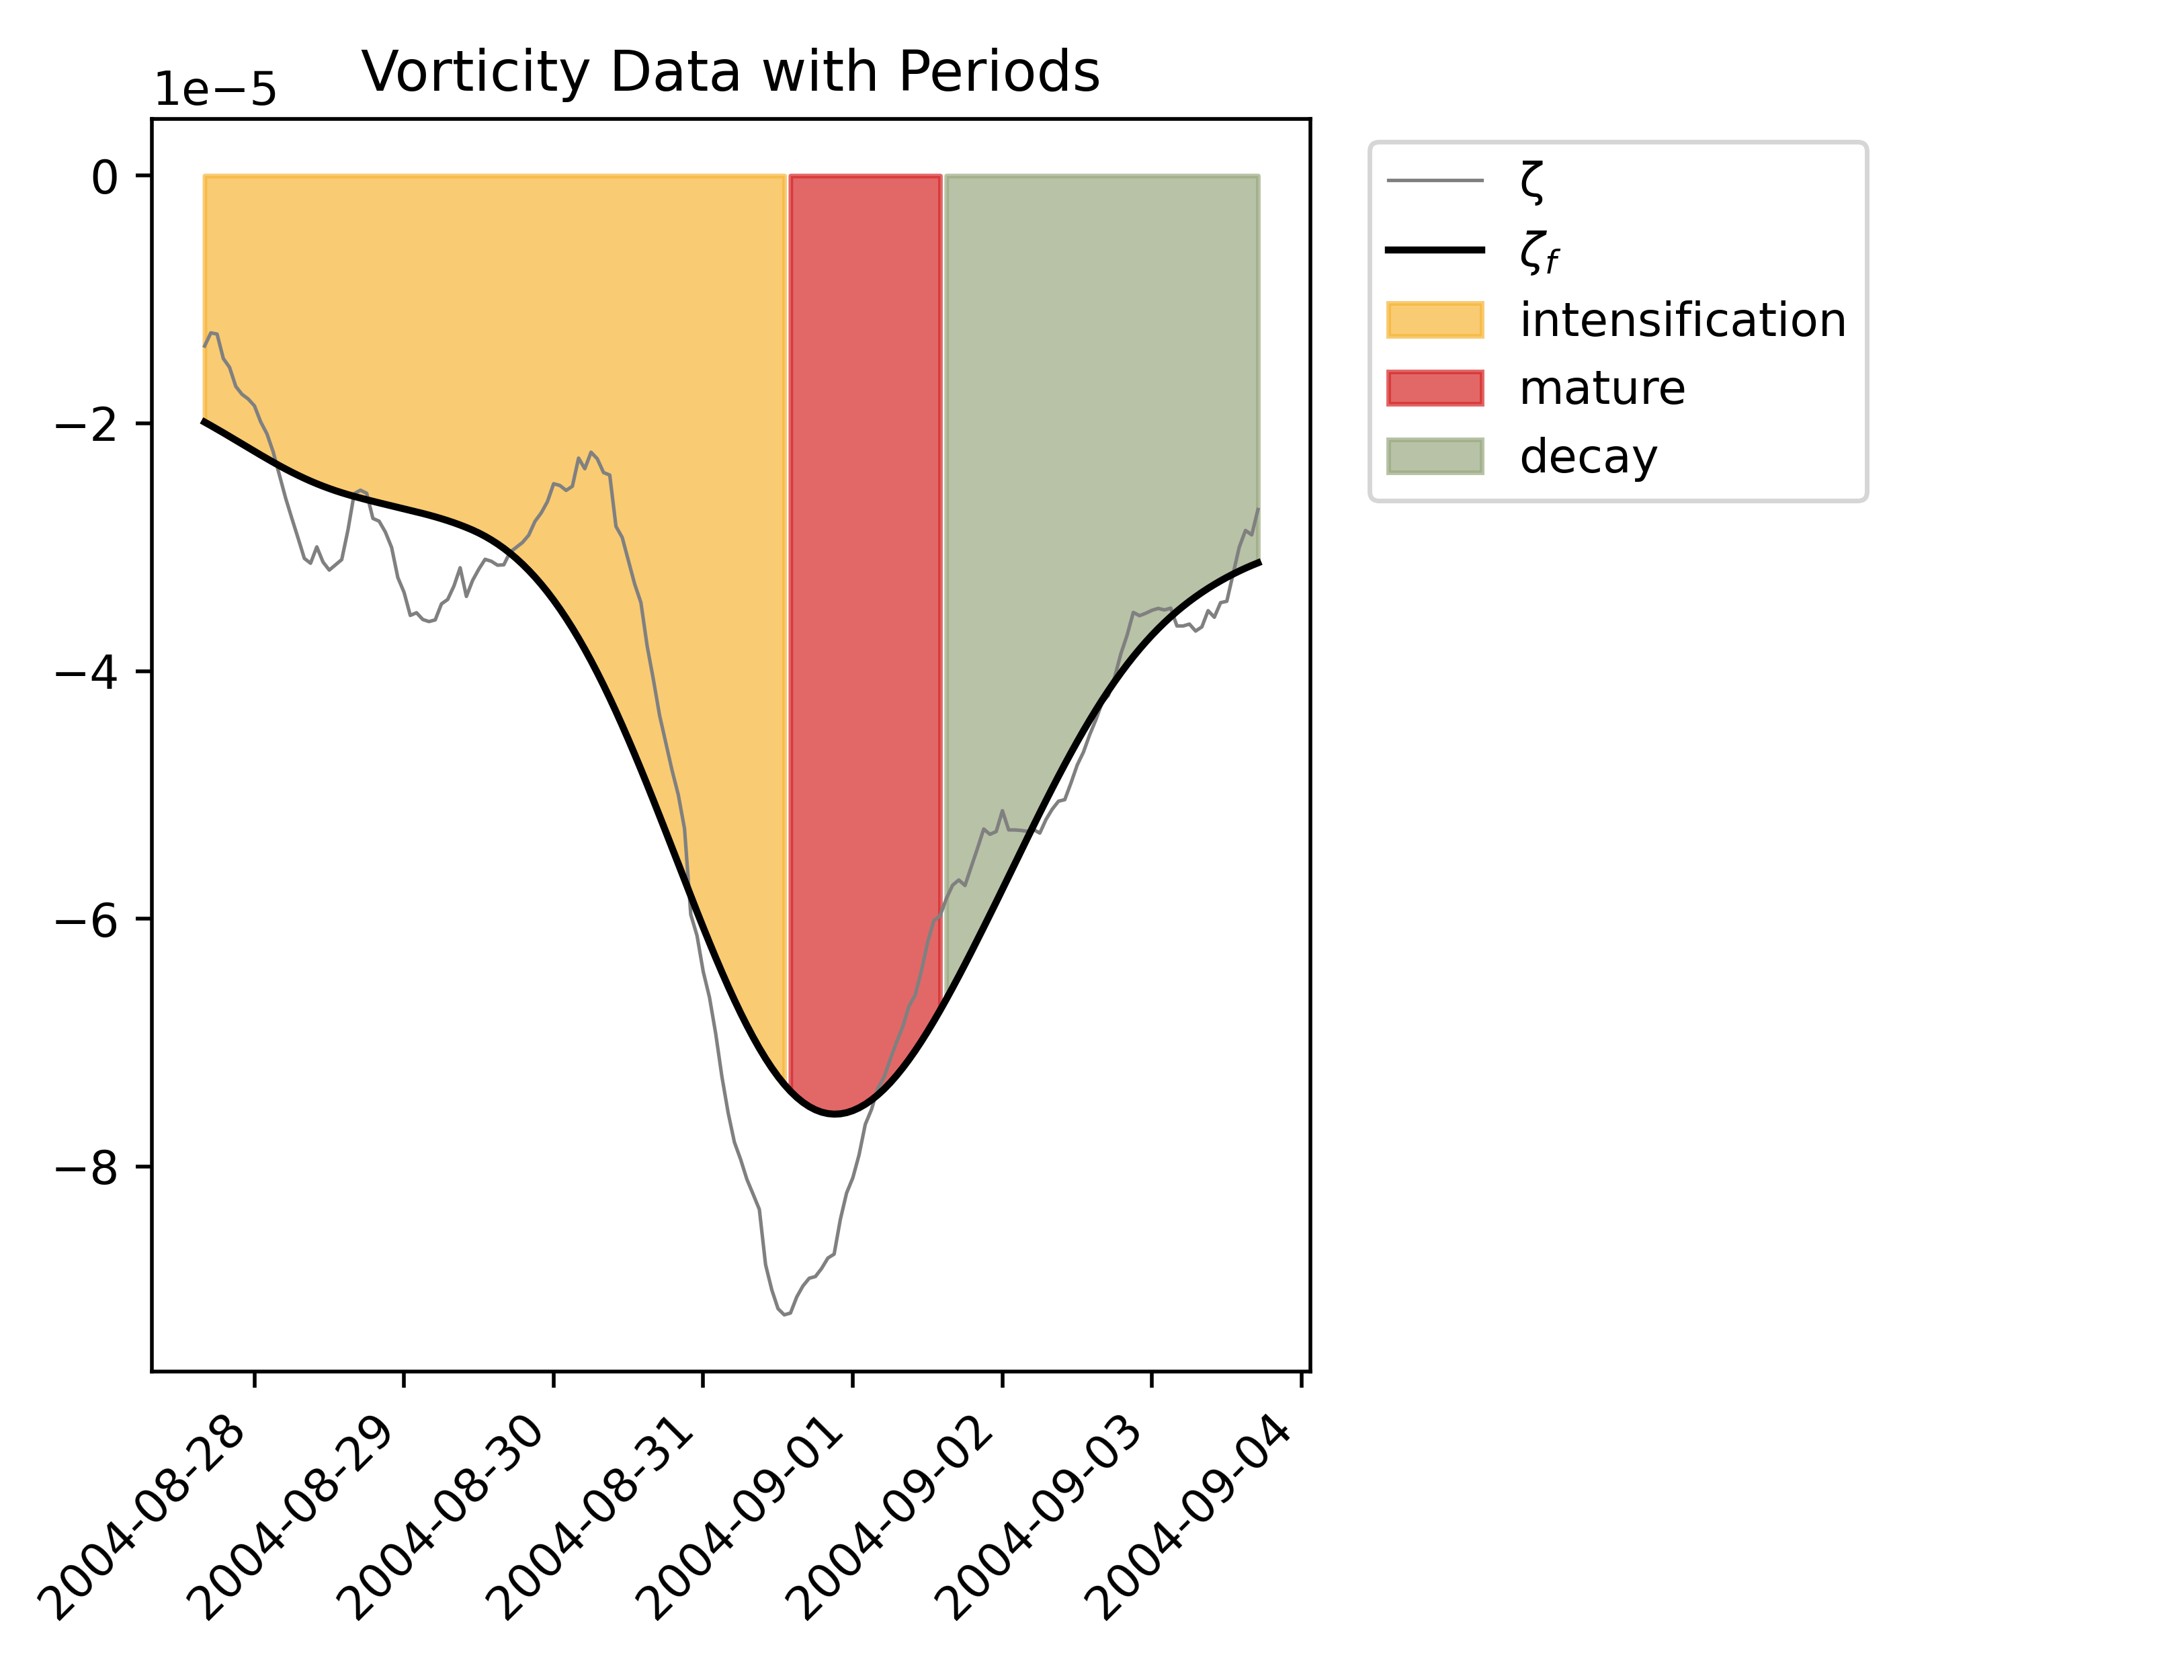 Vorticity Data with Periods
1e−5
0
−2
−4
−6
−8
2004-08-28
2004-08-29
2004-08-30
2004-08-31
2004-09-01
2004-09-02
2004-09-03
2004-09-04
ζ
ζf
intensification
mature
decay